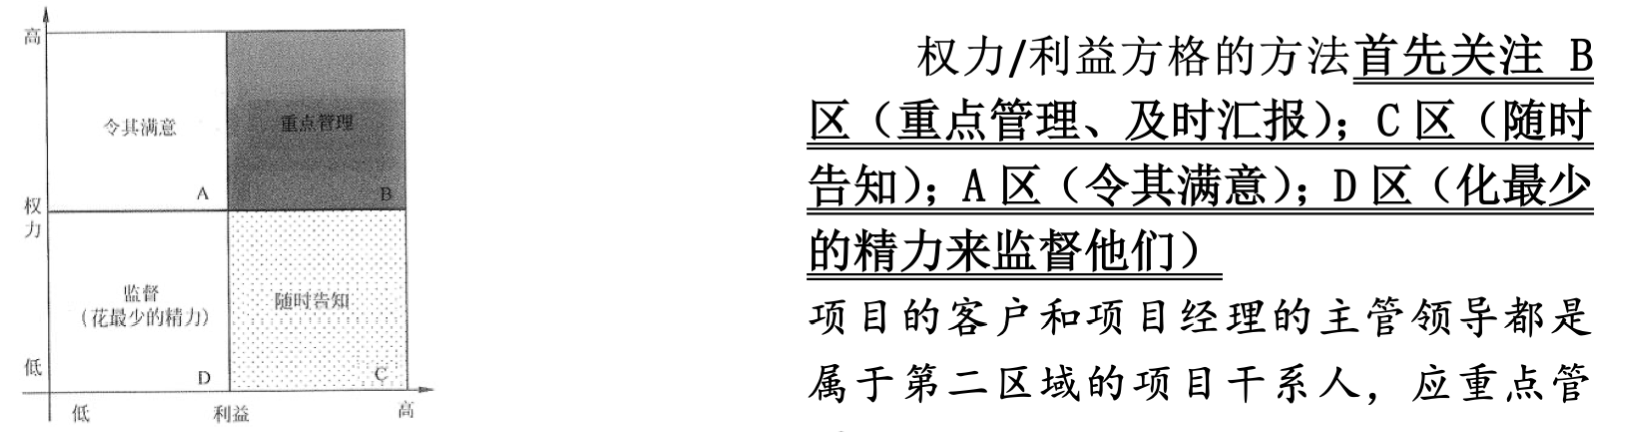 高
令其满意
重点管理
A
B
权
力
监督
（花最少的精力）
随时告知
低
D
C
低
利益
高
权力/利益方格的方法首先关注 B
区（重点管理、及时汇报）；C 区（随时
告知）；A 区（令其满意）；D 区（化最少
的精力来监督他们）
项目的客户和项目经理的主管领导都是
属于第二区域的项目干系人，应重点管